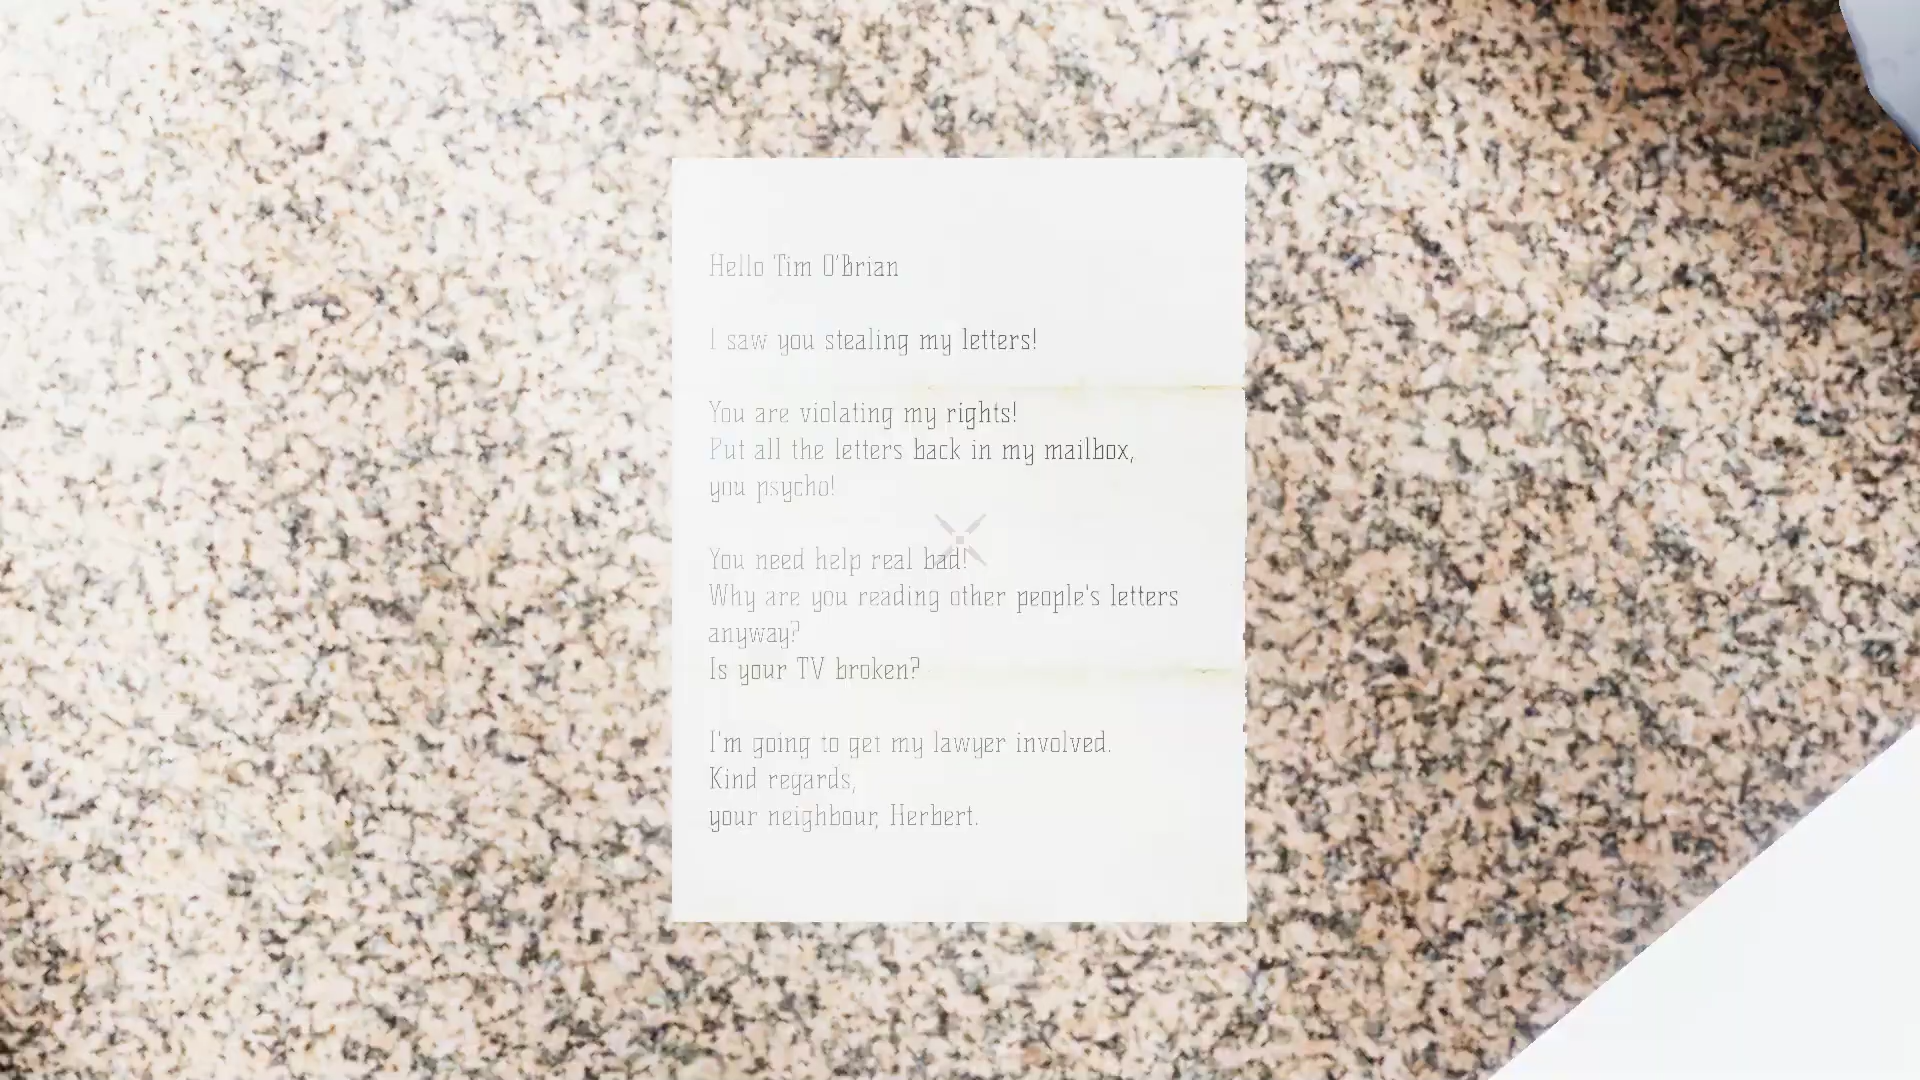 Hello Tim O'Brian
I saw you stealing my letters!
You are violating my rights!
Put all the letters back in my mailbox,
you psycho!
You need help real bad!
Why are you reading other people's letters
anyway?
Is your TV broken?
I'm going to get my lawyer involved.
Kind regards,
your neighbour, Herbert.